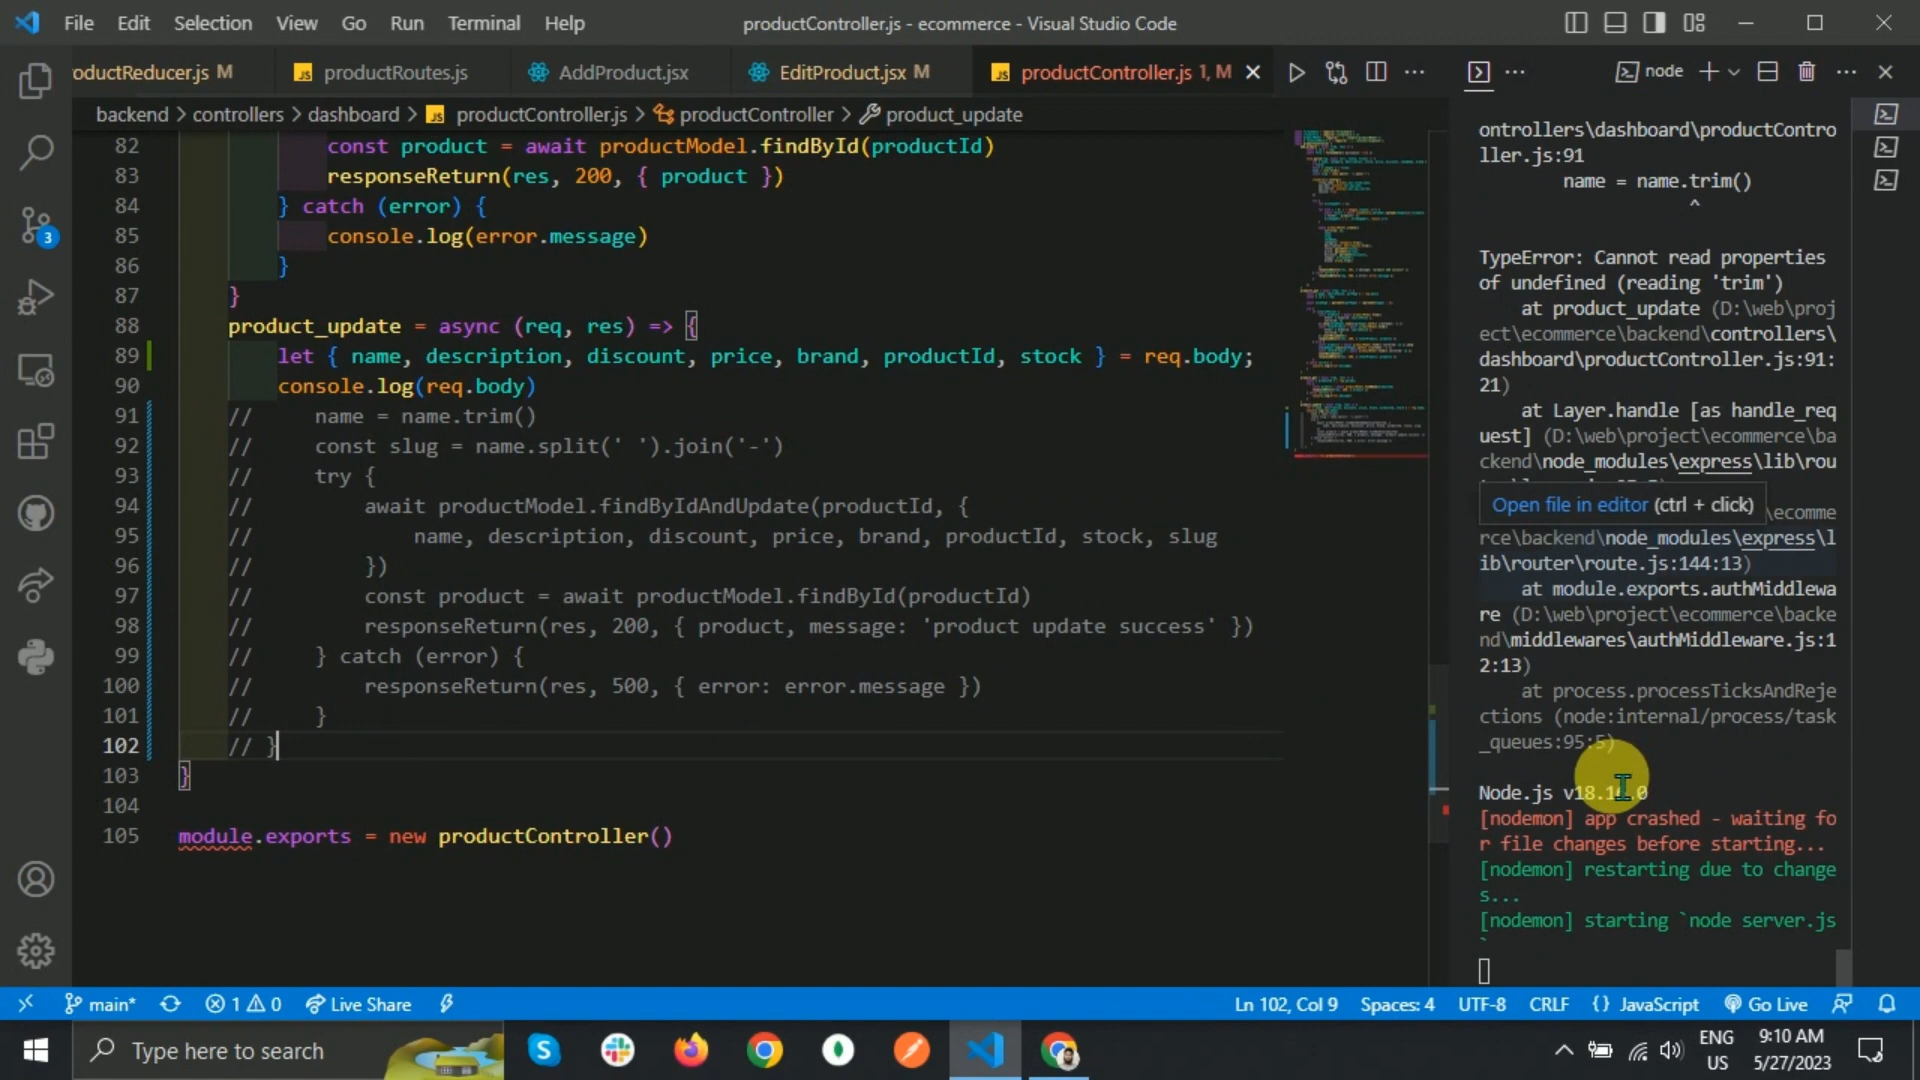 File Edit Selection View Go Run Terminal Help
productController.js - ecommerce - Visual Studio Code
oductReducer.js M
productRoutes.js
AddProduct.jsx
EditProduct.jsx M
productController.js 1, M
node
backend > controllers > dashboard > productController.js > productController > product_update
82 const product = await productModel.findById(productId)
83 responseReturn(res, 200, { product })
84 } catch (error) {
85 console.log(error.message)
86 }
87 }
88 product_update = async (req, res) => {
89 let { name, description, discount, price, brand, productId, stock } = req.body;
90 console.log(req.body)
91 // name = name.trim()
92 // const slug = name.split(' ').join('-')
93 // try {
94 // await productModel.findByIdAndUpdate(productId, {
95 // name, description, discount, price, brand, productId, stock, slug
96 // })
97 // const product = await productModel.findById(productId)
98 // responseReturn(res, 200, { product, message: 'product update success' })
99 // } catch (error) {
100 // responseReturn(res, 500, { error: error.message })
101 // }
102 // }
103 }
104
105 module.exports = new productController()
ontrollers\dashboard\productContro
ller.js:91
name = name.trim()
^
TypeError: Cannot read properties
of undefined (reading 'trim')
at product_update (D:\web\proj
ect\ecommerce\backend\controllers\
dashboard\productController.js:91:
21)
at Layer.handle [as handle_req
uest] (D:\web\project\ecommerce\ba
ckend\node_modules\express\lib\rou
Open file in editor (ctrl + click)
\ecomme
rce\backend\node_modules\express\l
ib\router\route.js:144:13)
at module.exports.authMiddlewa
re (D:\web\project\ecommerce\backe
nd\middlewares\authMiddleware.js:1
2:13)
at process.processTicksAndReje
ctions (node:internal/process/task
_queues:95:5)
Node.js
[nodemon] app crashed - waiting fo
r file changes before starting...
[nodemon] restarting due to change
s...
[nodemon] starting `node server.js
`
3
main* 1 0 Live Share
Ln 102, Col 9 Spaces: 4 UTF-8 CRLF {} JavaScript Go Live
Type here to search
ENG
US
9:10 AM
5/27/2023